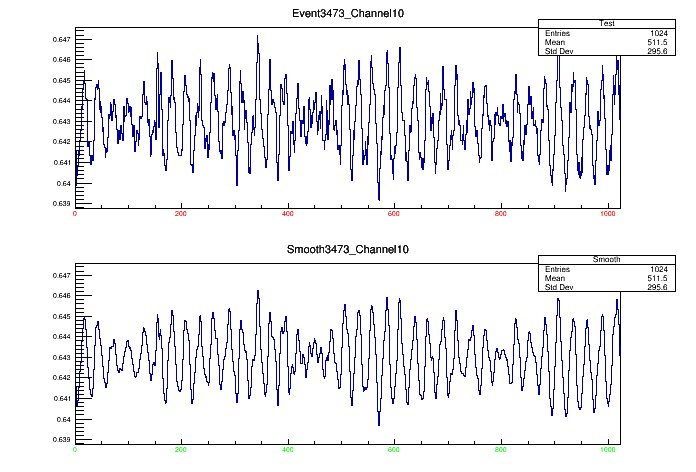 Event3473_Channel10
Test
Entries 1024
Mean 511.5
Std Dev 295.6
0.647
0.646
0.645
0.644
0.643
0.642
0.641
0.64
0.639
0 200 400 600 800 1000
Smooth3473_Channel10
Smooth
Entries 1024
Mean 511.5
Std Dev 295.6
0.647
0.646
0.645
0.644
0.643
0.642
0.641
0.64
0.639
0 200 400 600 800 1000